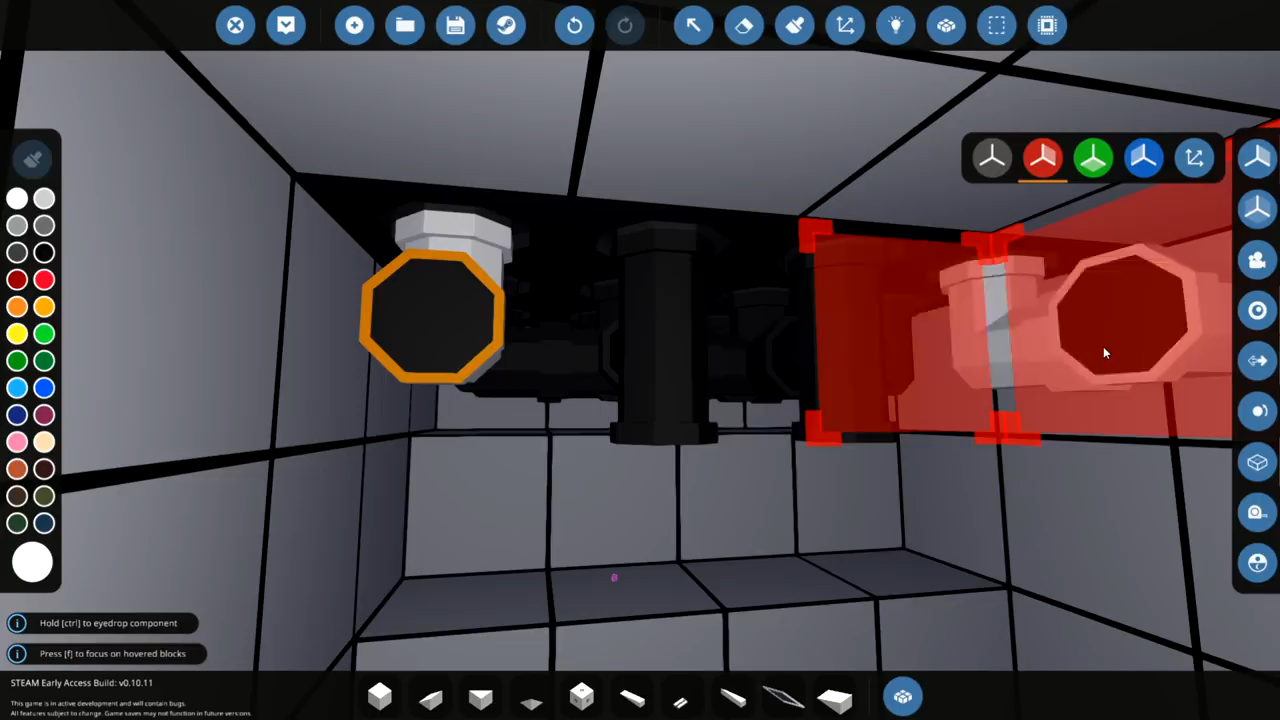 Hold [ctrl] to eyedrop component
Press [f] to focus on hovered blocks
STEAM Early Access Build: v0.10.11
This game is in active development and will contain bugs.
All features subject to change. Game saves may not function in future versions